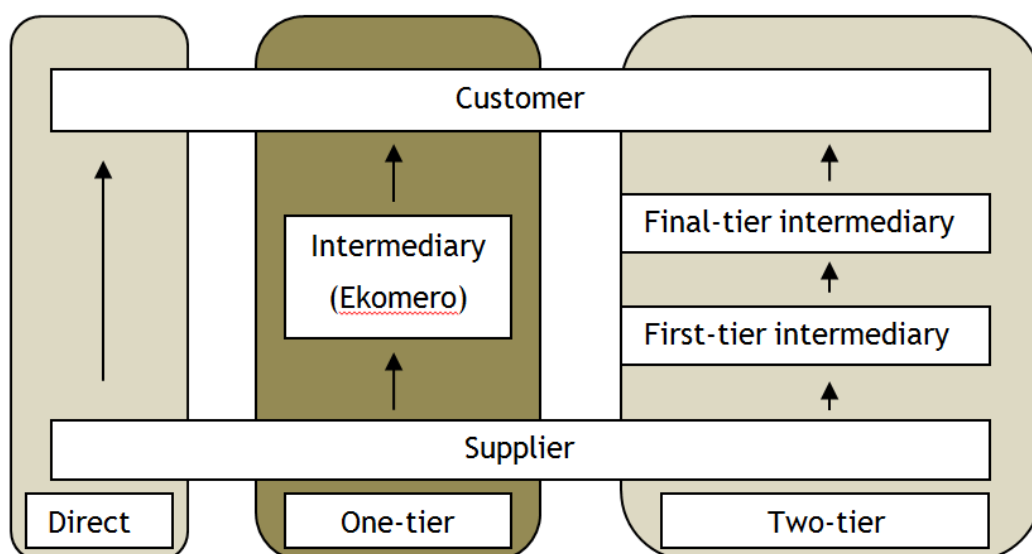 Customer
Intermediary
(Ekomero)
Final-tier intermediary
First-tier intermediary
Supplier
Direct
One-tier
Two-tier